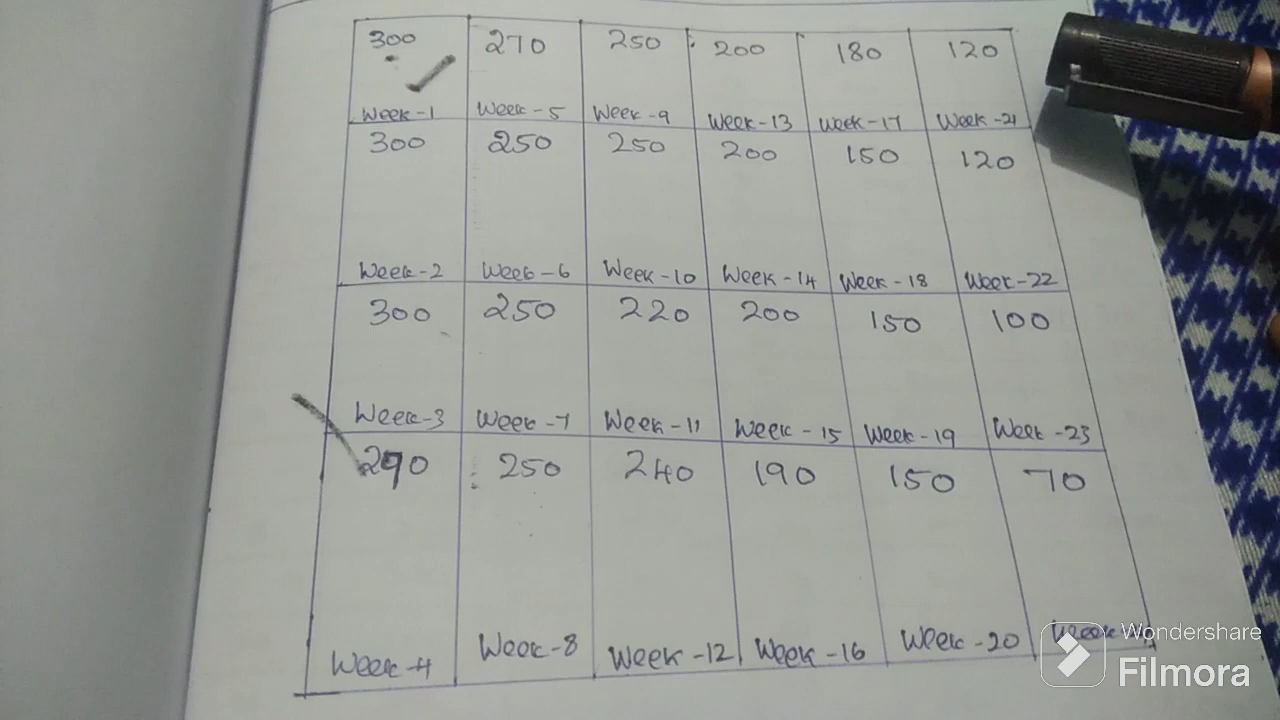 300 270 250 200 180 120
Week-1 Week-5 Week-9 Week-13 Week-17 Week-21
300 250 250 200 150 120
Week-2 Week-6 Week-10 Week-14 Week-18 Week-22
300 250 220 200 150 100
Week-3 Week-7 Week-11 Week-15 Week-19 Week-23
290 250 240 190 150 70
Week-4 Week-8 Week-12 Week-16 Week-20 Week
Wondershare
Filmora